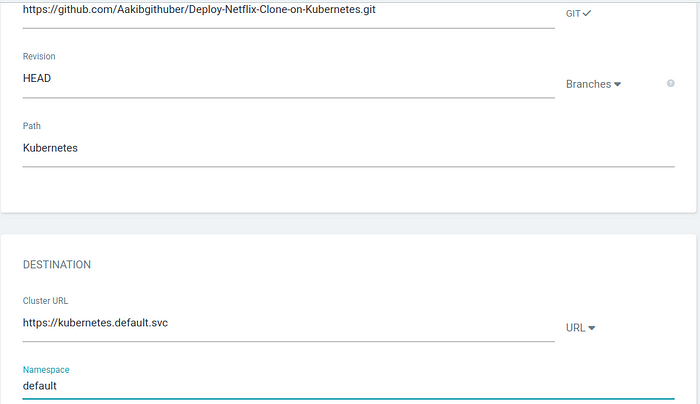 https://github.com/Aakibgithuber/Deploy-Netflix-Clone-on-Kubernetes.git
GIT
Revision
HEAD
Branches
Path
Kubernetes
DESTINATION
Cluster URL
https://kubernetes.default.svc
URL
Namespace
default